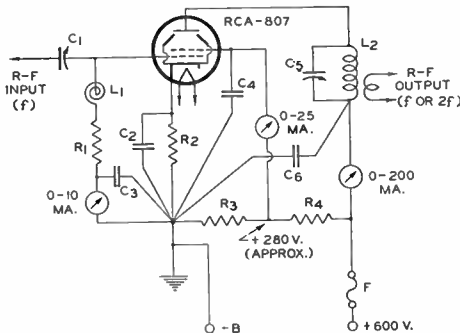 RCA-807
C1
L2
R-F
INPUT
(f)
C4
C5
L1
R-F
OUTPUT
(f OR 2f)
0-25
MA.
R1
C2
R2
C6
C3
0-200
MA.
0-10
MA.
R3
R4
+280 V.
(APPROX.)
F
-B
+600 V.